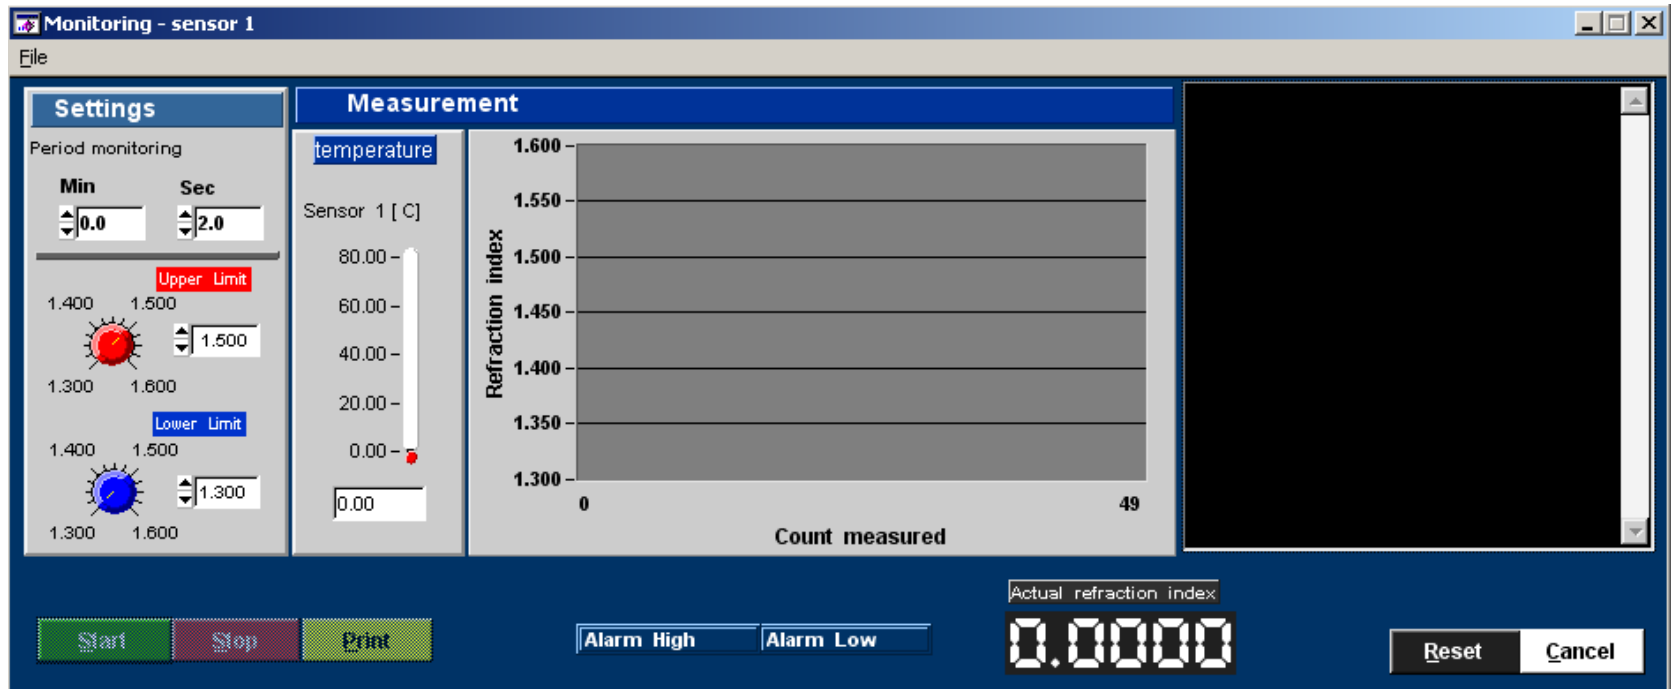 Monitoring - sensor 1
File
Settings
Period monitoring
Min Sec
0.0 2.0
Upper Limit
1.400 1.500
1.500
1.300 1.600
Lower Limit
1.400 1.500
1.300
1.300 1.600
Measurement
temperature
Sensor 1 [ C]
80.00
60.00
40.00
20.00
0.00
0.00
Refraction index
1.600
1.550
1.500
1.450
1.400
1.350
1.300
0 49
Count measured
Start Stop Print
Alarm High Alarm Low
Actual refraction index
0.0000
Reset Cancel